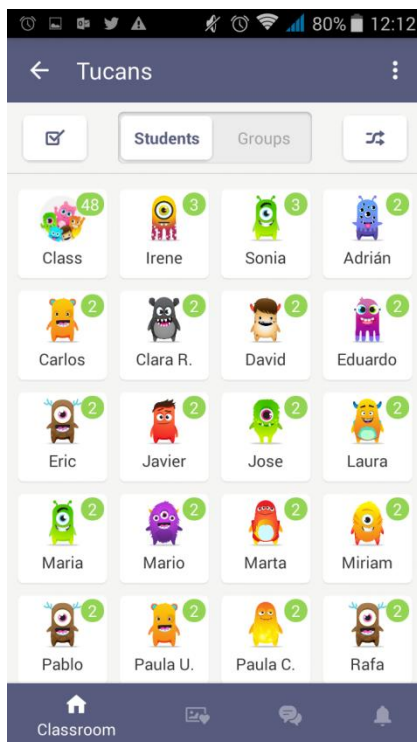 80% 12:12
Tucans
Students Groups
48 3 3 2
Class Irene Sonia Adrián
2 2 2 2
Carlos Clara R. David Eduardo
2 2 2 2
Eric Javier Jose Laura
2 2 2 2
Maria Mario Marta Miriam
2 2 2 2
Pablo Paula U. Paula C. Rafa
Classroom